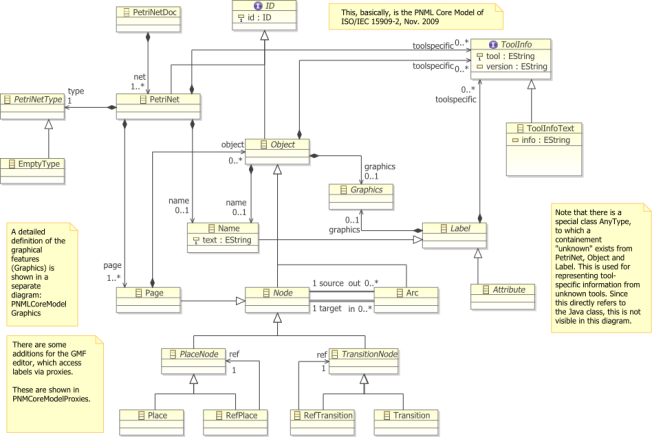 PetriNetDoc
ID
id : ID
This, basically, is the PNML Core Model of
ISO/IEC 15909-2, Nov. 2009
toolspecific 0..*
ToolInfo
tool : EString
version : EString
toolspecific 0..*
net
1..*
type
1
PetriNetType
PetriNet
0..*
toolspecific
ToolInfoText
info : EString
EmptyType
object
0..*
Object
graphics
0..1
Graphics
name
0..1
name
0..1
0..1
graphics
Name
text : EString
Label
A detailed
definition of the
graphical
features
(Graphics) is
shown in a
separate
diagram:
PNMLCoreModel
Graphics
Note that there is a
special class AnyType,
to which a
containement
"unknown" exists from
PetriNet, Object and
Label. This is used for
representing tool-
specific information from
unknown tools. Since
this directly refers to
the Java class, this is not
visible in this diagram.
page
1..*
Page
Node
1 source out 0..*
1 target in 0..*
Arc
Attribute
There are some
additions for the GMF
editor, which access
labels via proxies.
These are shown in
PNMCoreModelProxies.
PlaceNode
ref
1
ref
1
TransitionNode
Place
RefPlace
RefTransition
Transition